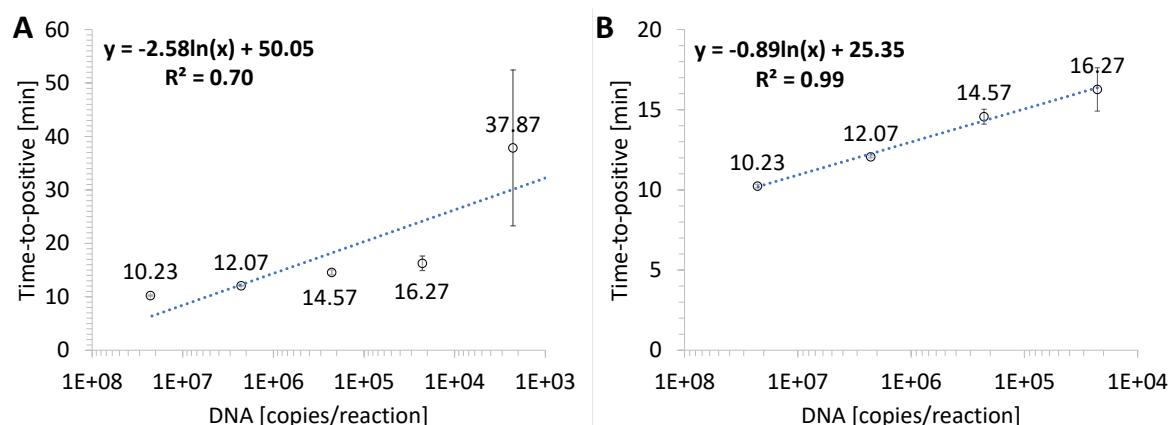 A
y = -2.58ln(x) + 50.05
R² = 0.70
Time-to-positive [min]
60
50
40
30
20
10
0
10.23
12.07
14.57
16.27
37.87
1E+08 1E+07 1E+06 1E+05 1E+04 1E+03
DNA [copies/reaction]
B
y = -0.89ln(x) + 25.35
R² = 0.99
Time-to-positive [min]
20
15
10
5
0
10.23
12.07
14.57
16.27
1E+08 1E+07 1E+06 1E+05 1E+04
DNA [copies/reaction]